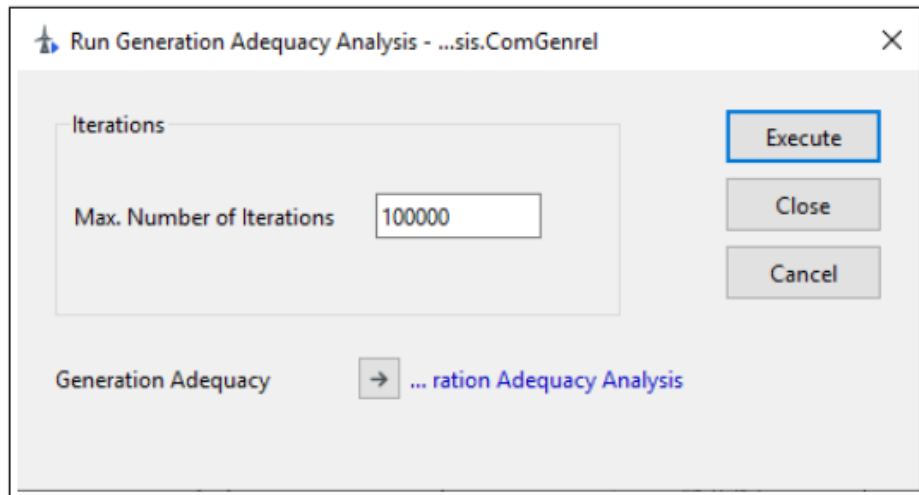 Run Generation Adequacy Analysis - ...sis.ComGenrel
Iterations
Execute
Max. Number of Iterations 100000
Close
Cancel
Generation Adequacy ... ration Adequacy Analysis